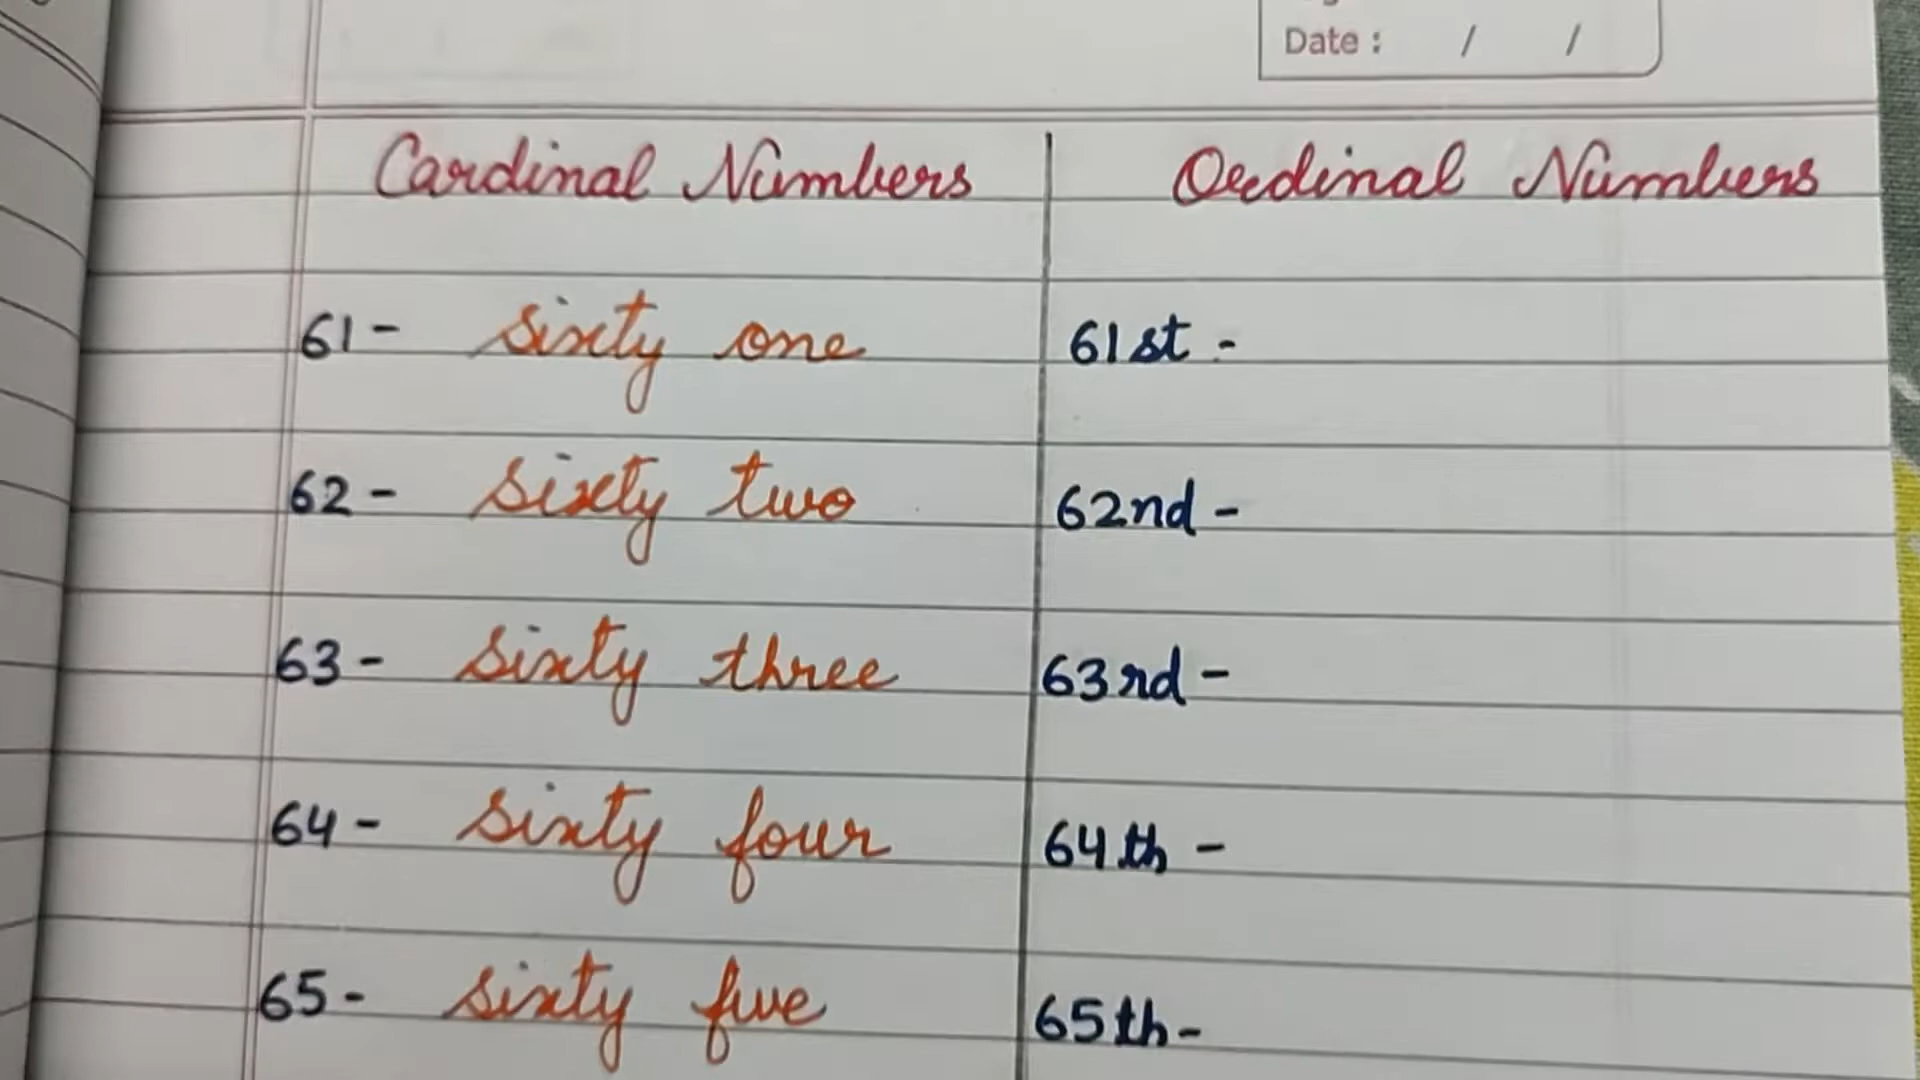 Date : / /
Cardinal Numbers Ordinal Numbers
61 - sixty one 61st -
62 - sixty two 62nd -
63 - sixty three 63rd -
64 - sixty four 64th -
65 - sixty five 65th -